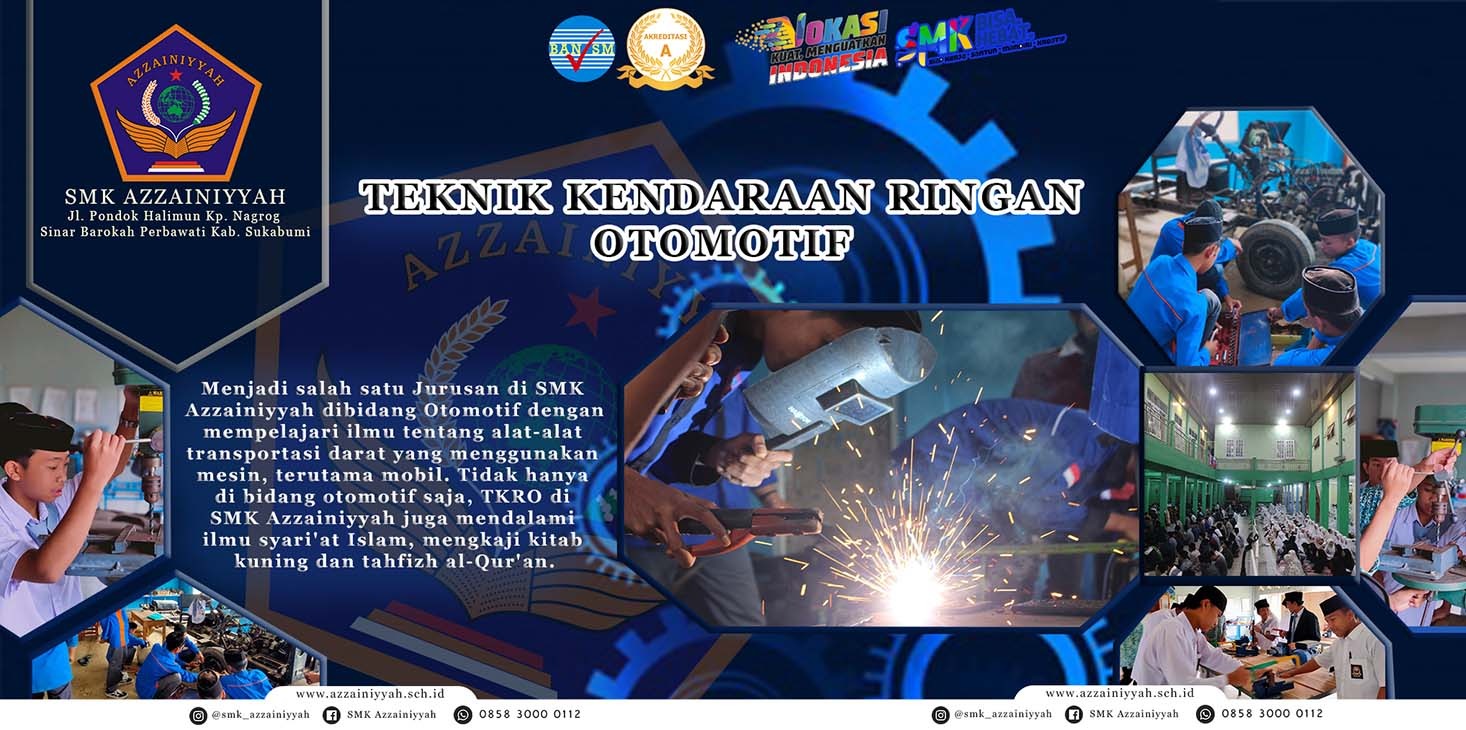 AZZAINIYYAH
SMK AZZAINIYYAH
Jl. Pondok Halimun Kp. Nagrog
Sinar Barokah Perbawati Kab. Sukabumi
BAN SM
AKREDITASI
A
VOKASI
KUAT, MENGUATKAN
INDONESIA
SMK BISA
HEBAT
TEKNIK KENDARAAN RINGAN
OTOMOTIF
AZZAINIYY
Menjadi salah satu Jurusan di SMK
Azzainiyyah dibidang Otomotif dengan
mempelajari ilmu tentang alat-alat
transportasi darat yang menggunakan
mesin, terutama mobil. Tidak hanya
di bidang otomotif saja, TKRO di
SMK Azzainiyyah juga mendalami
ilmu syari'at Islam, mengkaji kitab
kuning dan tahfizh al-Qur'an.
www.azzainiyyah.sch.id
@smk_azzainiyyah SMK Azzainiyyah 0858 3000 0112
www.azzainiyyah.sch.id
@smk_azzainiyyah SMK Azzainiyyah 0858 3000 0112